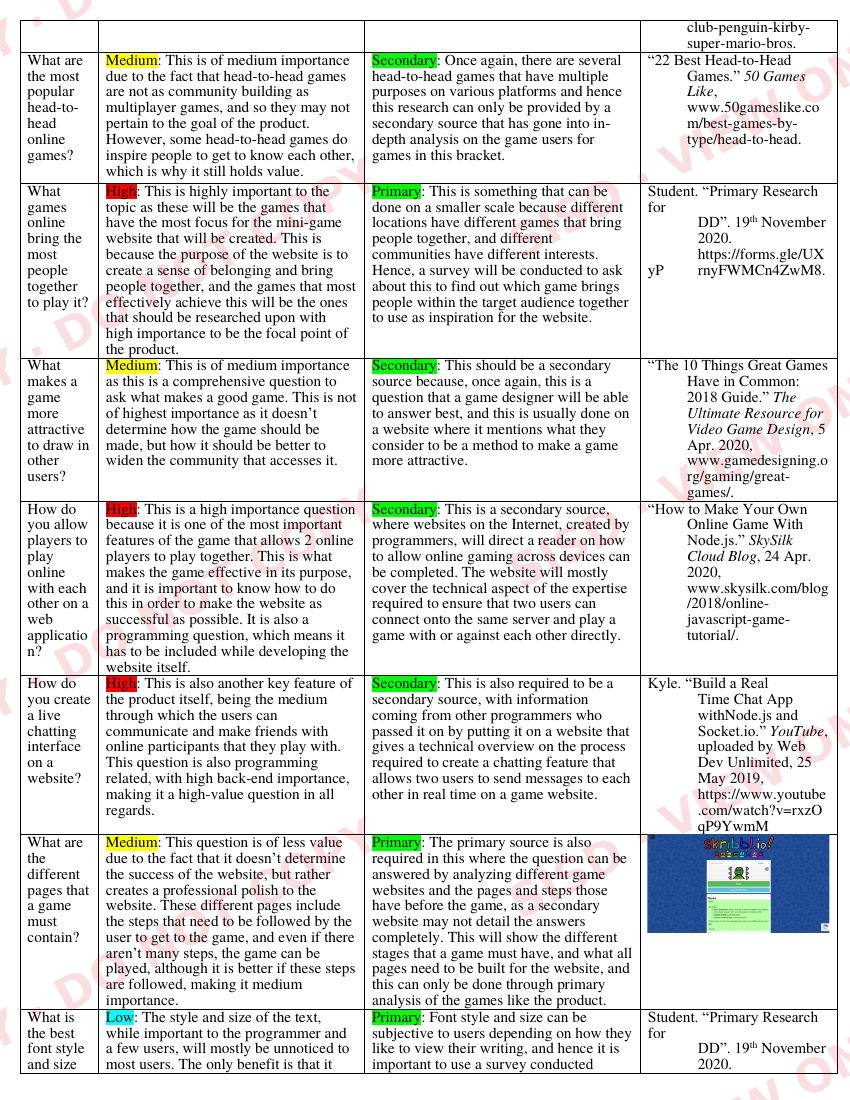 club-penguin-kirby-
super-mario-bros.
What are
the most
popular
head-to-
head
online
games?
Medium: This is of medium importance
due to the fact that head-to-head games
are not as community building as
multiplayer games, and so they may not
pertain to the goal of the product.
However, some head-to-head games do
inspire people to get to know each other,
which is why it still holds value.
Secondary: Once again, there are several
head-to-head games that have multiple
purposes on various platforms and hence
this research can only be provided by a
secondary source that has gone into in-
depth analysis on the game users for
games in this bracket.
“22 Best Head-to-Head
Games.” 50 Games
Like,
www.50gameslike.co
m/best-games-by-
type/head-to-head.
What
games
online
bring the
most
people
together
to play it?
High: This is highly important to the
topic as these will be the games that
have the most focus for the mini-game
website that will be created. This is
because the purpose of the website is to
create a sense of belonging and bring
people together, and the games that most
effectively achieve this will be the ones
that should be researched upon with
high importance to be the focal point of
the product.
Primary: This is something that can be
done on a smaller scale because different
locations have different games that bring
people together, and different
communities have different interests.
Hence, a survey will be conducted to ask
about this to find out which game brings
people within the target audience together
to use as inspiration for the website.
Student. “Primary Research
for
DD”. 19th November
2020.
https://forms.gle/UX
yP rnyFWMCn4ZwM8.
What
makes a
game
more
attractive
to draw in
other
users?
Medium: This is of medium importance
as this is a comprehensive question to
ask what makes a good game. This is not
of highest importance as it doesn’t
determine how the game should be
made, but how it should be better to
widen the community that accesses it.
Secondary: This should be a secondary
source because, once again, this is a
question that a game designer will be able
to answer best, and this is usually done on
a website where it mentions what they
consider to be a method to make a game
more attractive.
“The 10 Things Great Games
Have in Common:
2018 Guide.” The
Ultimate Resource for
Video Game Design, 5
Apr. 2020,
www.gamedesigning.o
rg/gaming/great-
games/.
How do
you allow
players to
play
online
with each
other on a
web
applicatio
n?
High: This is a high importance question
because it is one of the most important
features of the game that allows 2 online
players to play together. This is what
makes the game effective in its purpose,
and it is important to know how to do
this in order to make the website as
successful as possible. It is also a
programming question, which means it
has to be included while developing the
website itself.
Secondary: This is a secondary source,
where websites on the Internet, created by
programmers, will direct a reader on how
to allow online gaming across devices can
be completed. The website will mostly
cover the technical aspect of the expertise
required to ensure that two users can
connect onto the same server and play a
game with or against each other directly.
“How to Make Your Own
Online Game With
Node.js.” SkySilk
Cloud Blog, 24 Apr.
2020,
www.skysilk.com/blog
/2018/online-
javascript-game-
tutorial/.
How do
you create
a live
chatting
interface
on a
website?
High: This is also another key feature of
the product itself, being the medium
through which the users can
communicate and make friends with
online participants that they play with.
This question is also programming
related, with high back-end importance,
making it a high-value question in all
regards.
Secondary: This is also required to be a
secondary source, with information
coming from other programmers who
passed it on by putting it on a website that
gives a technical overview on the process
required to create a chatting feature that
allows two users to send messages to each
other in real time on a game website.
Kyle. “Build a Real
Time Chat App
withNode.js and
Socket.io.” YouTube,
uploaded by Web
Dev Unlimited, 25
May 2019,
https://www.youtube
.com/watch?v=rxzO
qP9YwmM
What are
the
different
pages that
a game
must
contain?
Medium: This question is of less value
due to the fact that it doesn’t determine
the success of the website, but rather
creates a professional polish to the
website. These different pages include
the steps that need to be followed by the
user to get to the game, and even if there
aren’t many steps, the game can be
played, although it is better if these steps
are followed, making it medium
importance.
Primary: The primary source is also
required in this where the question can be
answered by analyzing different game
websites and the pages and steps those
have before the game, as a secondary
website may not detail the answers
completely. This will show the different
stages that a game must have, and what all
pages need to be built for the website, and
this can only be done through primary
analysis of the games like the product.
skribbl.io
What is
the best
font style
and size
Low: The style and size of the text,
while important to the programmer and
a few users, will mostly be unnoticed to
most users. The only benefit is that it
Primary: Font style and size can be
subjective to users depending on how they
like to view their writing, and hence it is
important to use a survey conducted
Student. “Primary Research
for
DD”. 19th November
2020.